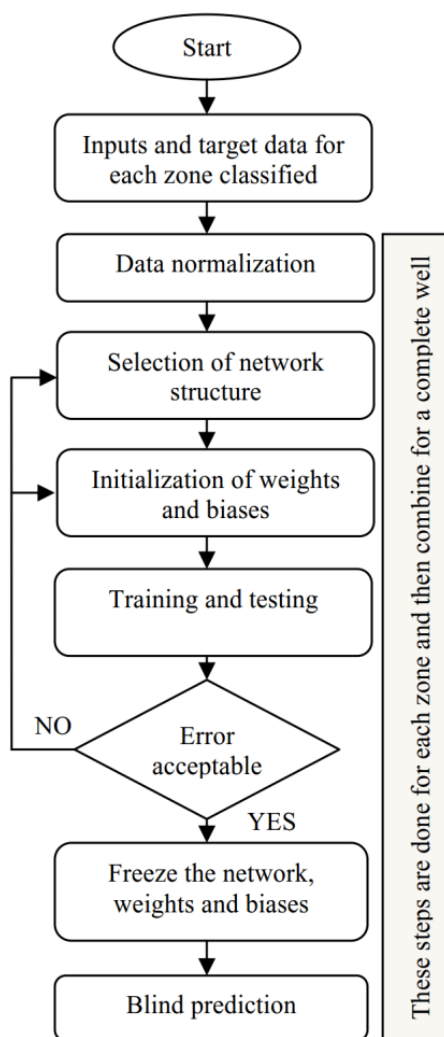 Start
Inputs and target data for
each zone classified
Data normalization
Selection of network
structure
Initialization of weights
and biases
Training and testing
NO
Error
acceptable
YES
Freeze the network,
weights and biases
Blind prediction
These steps are done for each zone and then combine for a complete well